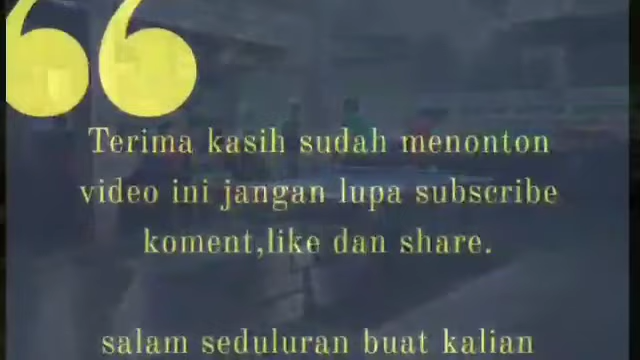 Terima kasih sudah menonton
video ini jangan lupa subscribe
koment,like dan share.
salam seduluran buat kalian